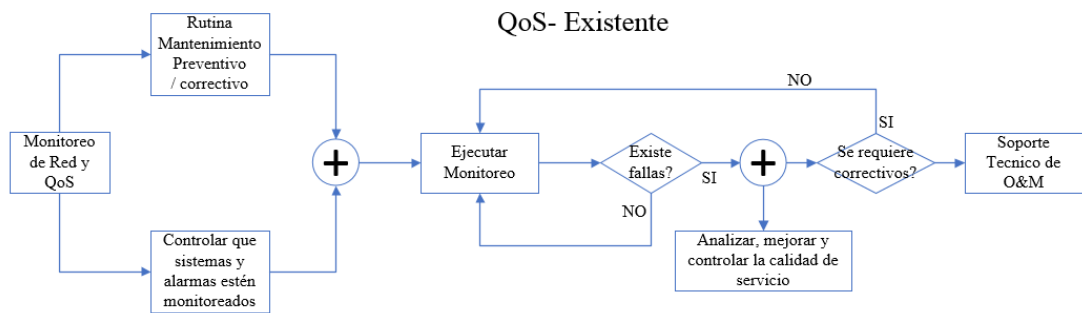 QoS- Existente
Rutina
Mantenimiento
Preventivo
/ correctivo
Monitoreo
de Red y
QoS
Controlar que
sistemas y
alarmas estén
monitoreados
+
Ejecutar
Monitoreo
Existe
fallas?
NO
SI
+
Analizar, mejorar y
controlar la calidad de
servicio
Se requiere
correctivos?
NO
SI
Soporte
Tecnico de
O&M